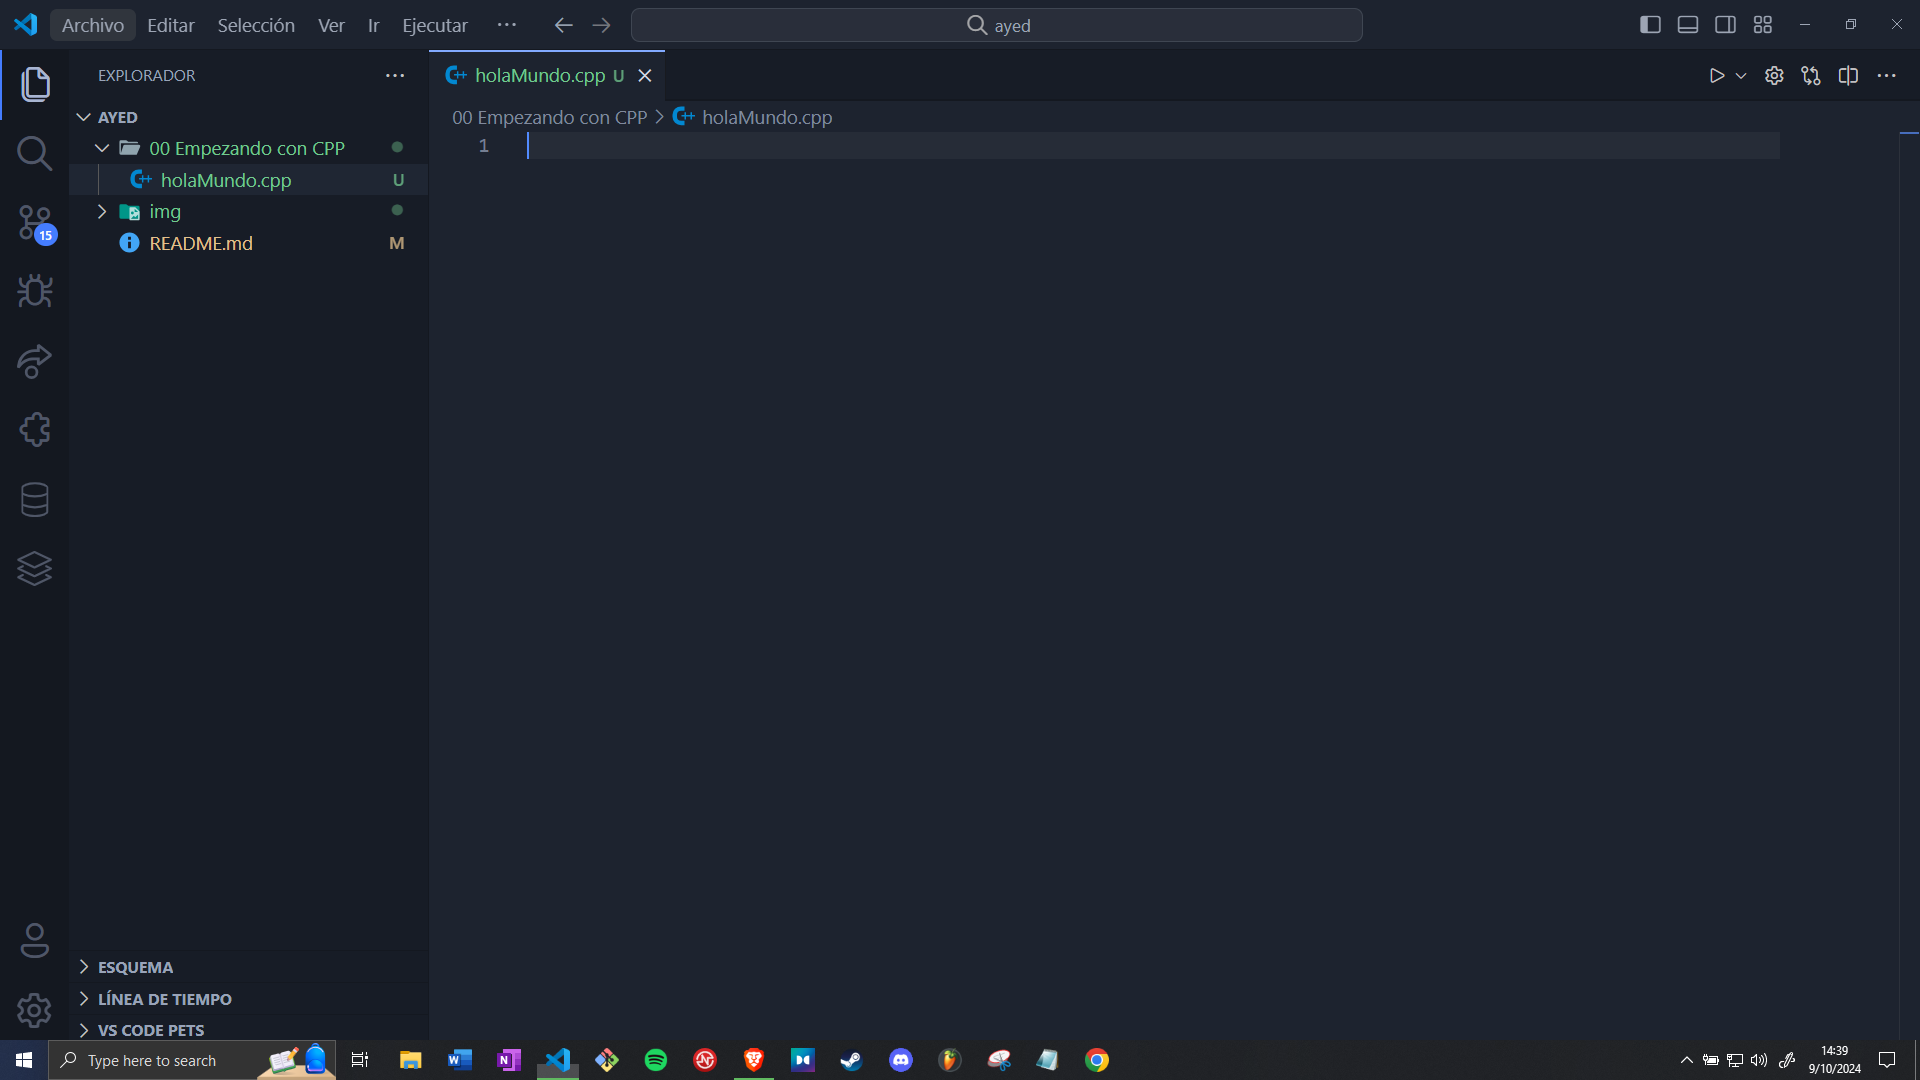 Archivo Editar Selección Ver Ir Ejecutar ··· ayed
EXPLORADOR ···
AYED
00 Empezando con CPP
holaMundo.cpp U
img
README.md M
ESQUEMA
LÍNEA DE TIEMPO
VS CODE PETS
15
holaMundo.cpp U
00 Empezando con CPP > holaMundo.cpp
1
Type here to search
14:39
9/10/2024